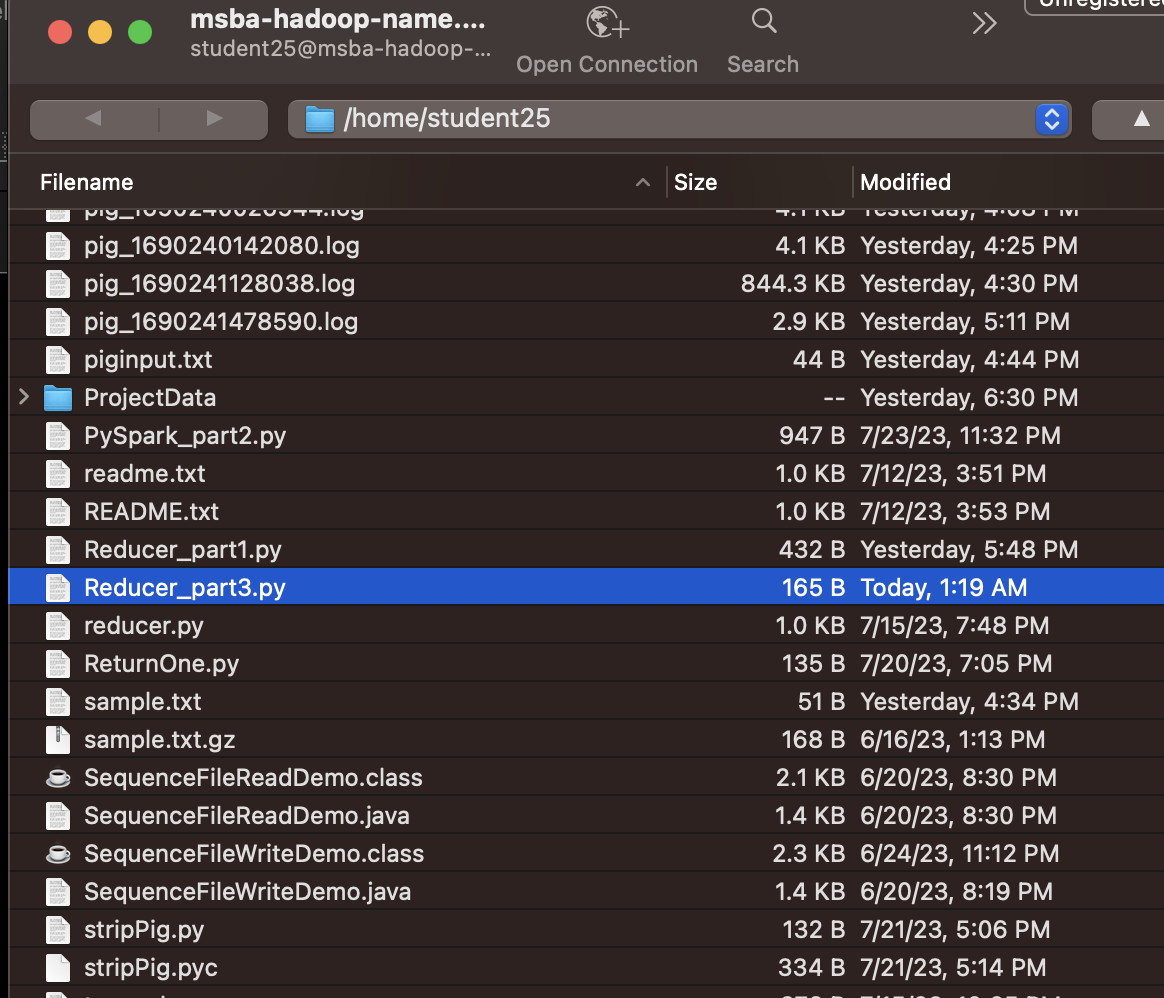 msba-hadoop-name....
student25@msba-hadoop-...
Open Connection
Search
Unregistered
/home/student25
Filename Size Modified
4.1 KB Yesterday, 4:08 PM
pig_1690240142080.log 4.1 KB Yesterday, 4:25 PM
pig_1690241128038.log 844.3 KB Yesterday, 4:30 PM
pig_1690241478590.log 2.9 KB Yesterday, 5:11 PM
piginput.txt 44 B Yesterday, 4:44 PM
ProjectData -- Yesterday, 6:30 PM
PySpark_part2.py 947 B 7/23/23, 11:32 PM
readme.txt 1.0 KB 7/12/23, 3:51 PM
README.txt 1.0 KB 7/12/23, 3:53 PM
Reducer_part1.py 432 B Yesterday, 5:48 PM
Reducer_part3.py 165 B Today, 1:19 AM
reducer.py 1.0 KB 7/15/23, 7:48 PM
ReturnOne.py 135 B 7/20/23, 7:05 PM
sample.txt 51 B Yesterday, 4:34 PM
sample.txt.gz 168 B 6/16/23, 1:13 PM
SequenceFileReadDemo.class 2.1 KB 6/20/23, 8:30 PM
SequenceFileReadDemo.java 1.4 KB 6/20/23, 8:30 PM
SequenceFileWriteDemo.class 2.3 KB 6/24/23, 11:12 PM
SequenceFileWriteDemo.java 1.4 KB 6/20/23, 8:19 PM
stripPig.py 132 B 7/21/23, 5:06 PM
stripPig.pyc 334 B 7/21/23, 5:14 PM